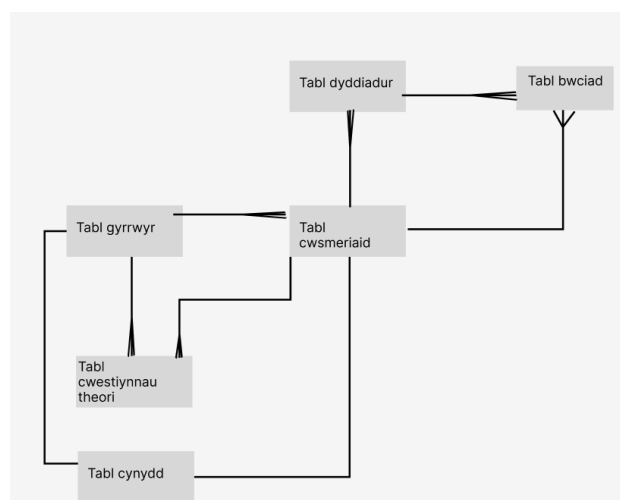 Tabl dyddiadur
Tabl bwciad
Tabl gyrrwyr
Tabl
cwsmeriaid
Tabl
cwestiynnau
theori
Tabl cynydd